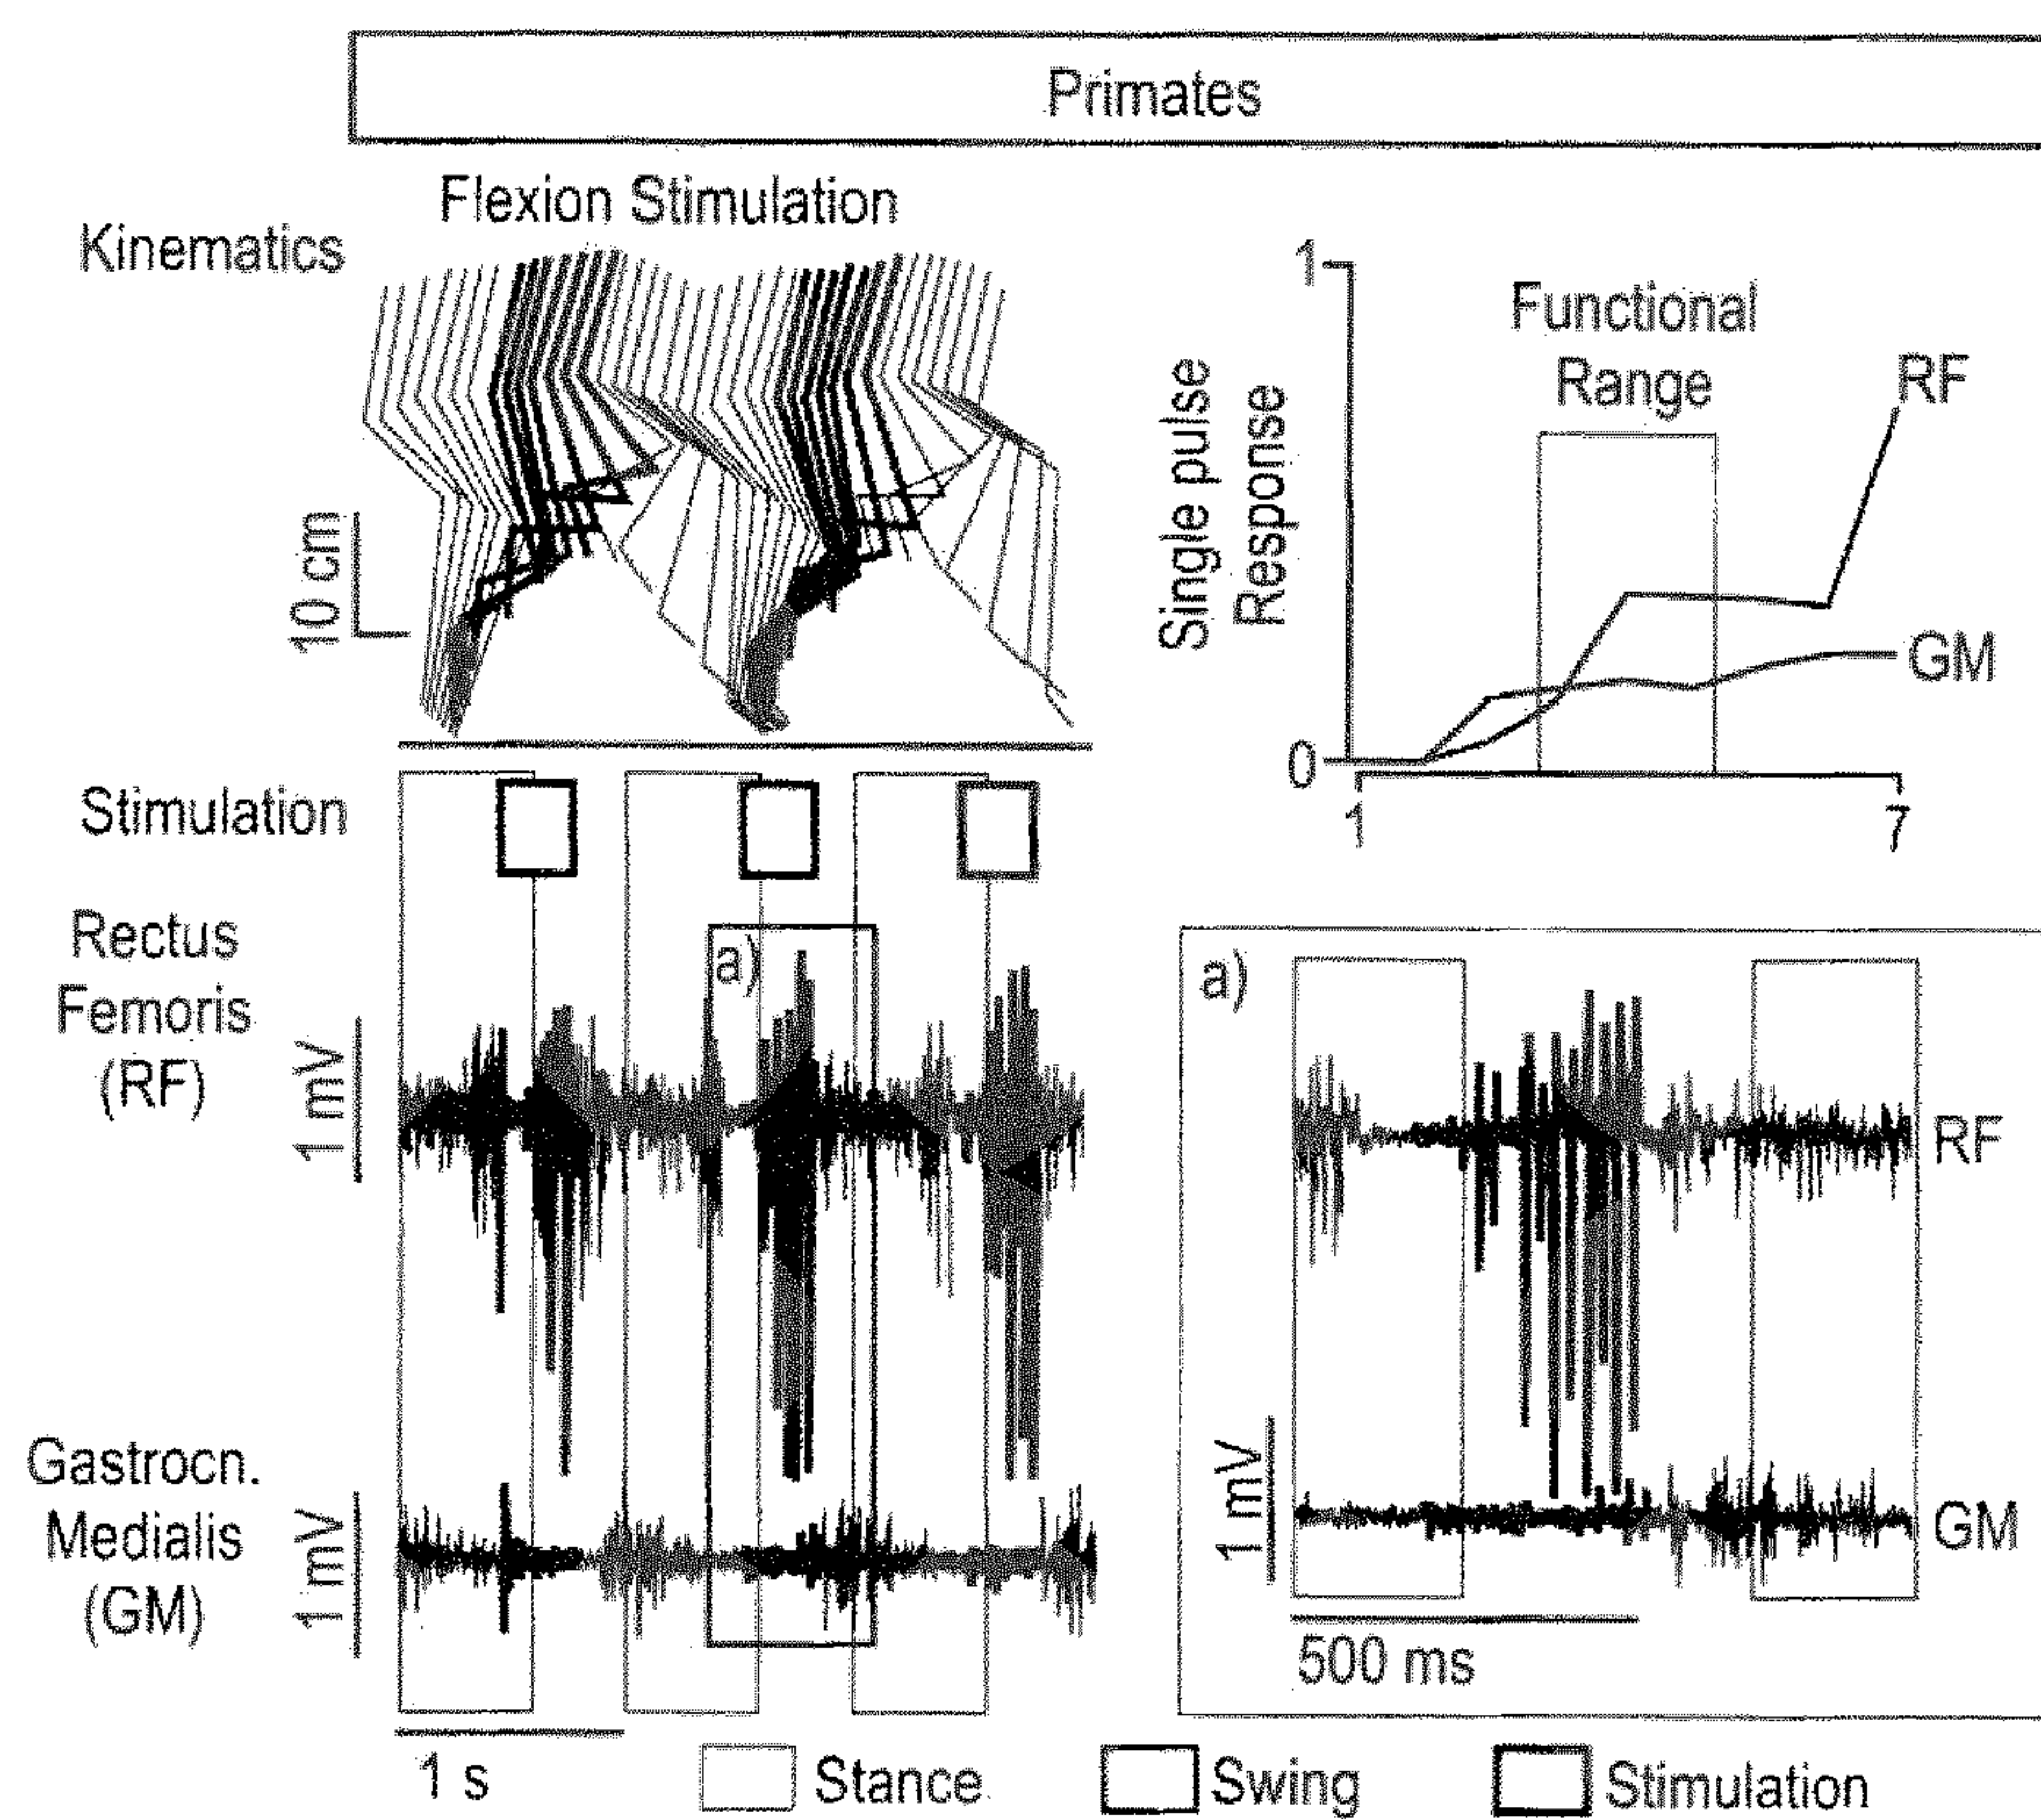 Primates
Kinematics
Flexion Stimulation
10 cm
Single pulse
Response
1
0
Functional
Range
RF
GM
1
7
Stimulation
Rectus
Femoris
(RF)
1 mV
a)
Gastrocn.
Medialis
(GM)
1 mV
1 s
a)
RF
1 mV
GM
500 ms
Stance
Swing
Stimulation